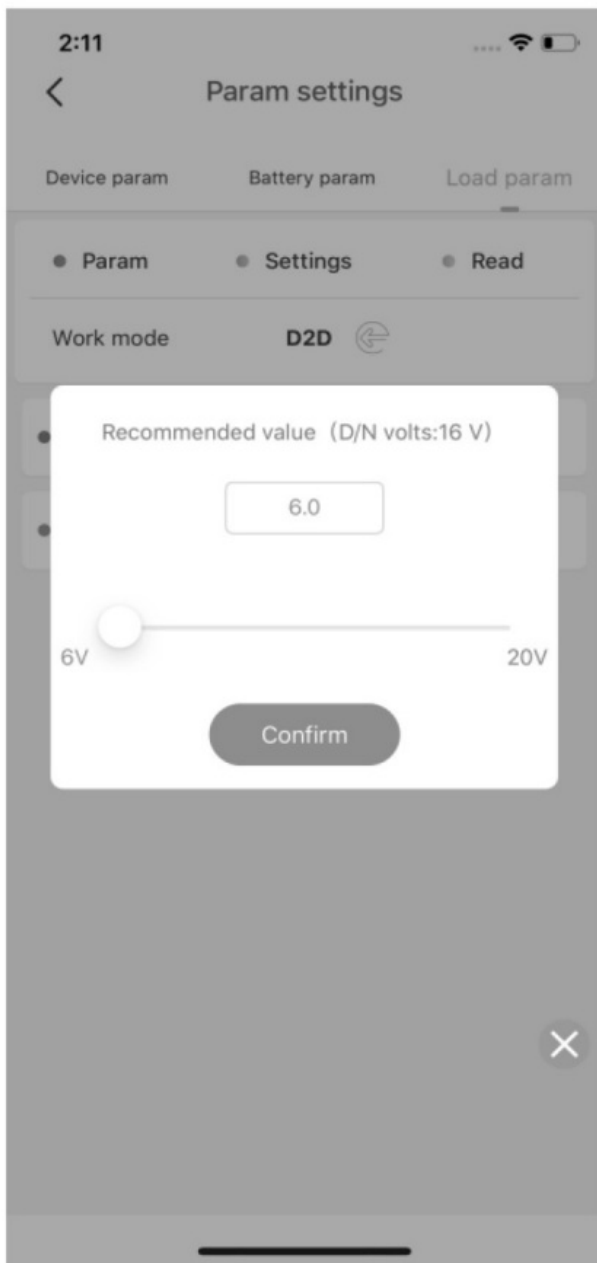 2:11
Param settings
Device param Battery param Load param
Param Settings Read
Work mode D2D
Recommended value（D/N volts:16 V）
6.0
6V 20V
Confirm